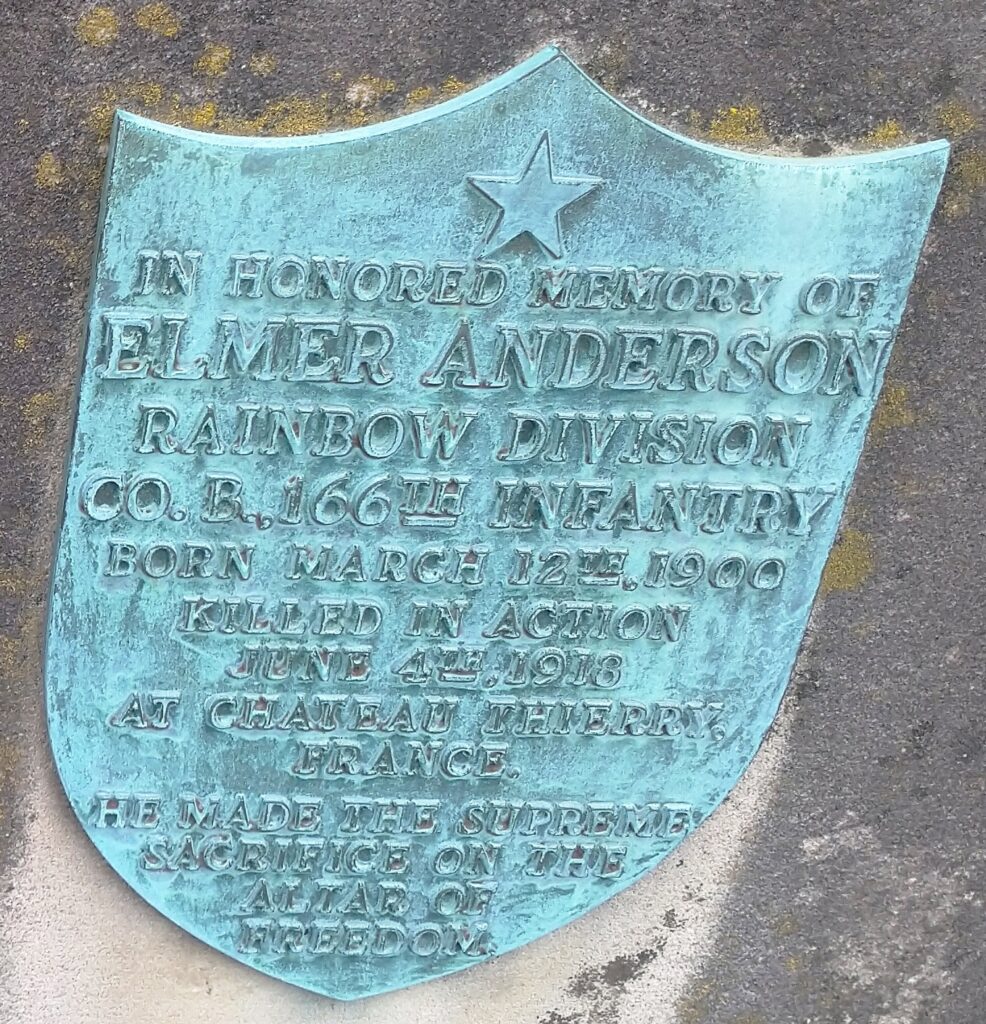 IN HONORED MEMORY OF
ELMER ANDERSON
RAINBOW DIVISION
CO. B., 166TH INFANTRY
BORN MARCH 12TH, 1900
KILLED IN ACTION
JUNE 4TH, 1918
AT CHATEAU THIERRY,
FRANCE.
HE MADE THE SUPREME
SACRIFICE ON THE
ALTAR OF
FREEDOM.